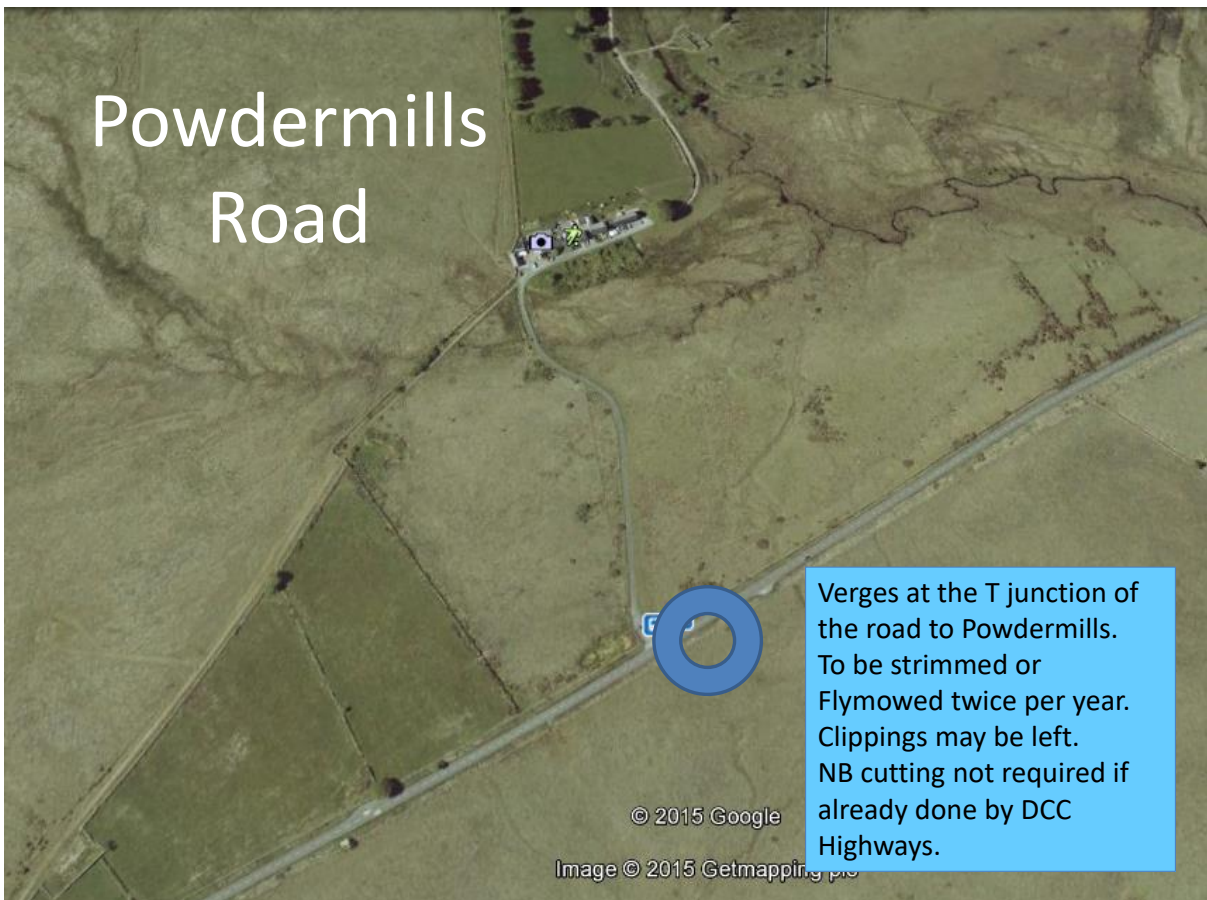 Powdermills
Road
Verges at the T junction of
the road to Powdermills.
To be strimmed or
Flymowed twice per year.
Clippings may be left.
NB cutting not required if
already done by DCC
Highways.
© 2015 Google
Image © 2015 Getmapping plc